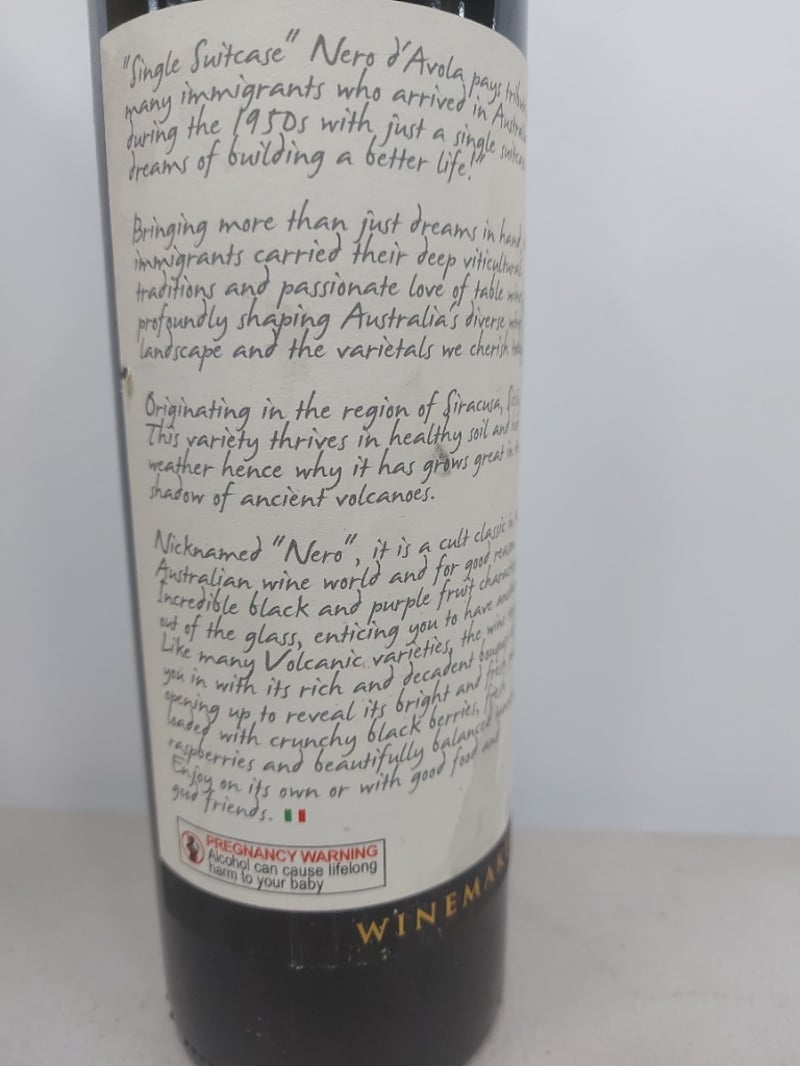 "Single Suitcase" Nero d'Avola pays
many immigrants who arrived in
during the 1950s with just a single
dreams of building a better life!"
Bringing more than just dreams in hand
immigrants carried their deep viticultural
traditions and passionate love of table
profoundly shaping Australia's diverse
landscape and the varietals we cherish
Originating in the region of Siracusa,
This variety thrives in healthy soil and
weather hence why it has grows great in
shadow of ancient volcanoes.
Nicknamed "Nero", it is a cult classic
Australian wine world and for good
Incredible black and purple fruit
out of the glass, enticing you to have
Like many Volcanic varieties, the wine
you in with its rich and decadent
opening up to reveal its bright and
loaded with crunchy black berries,
raspberries and beautifully balanced
Enjoy on its own or with good food and
good friends.
PREGNANCY WARNING
Alcohol can cause lifelong
harm to your baby